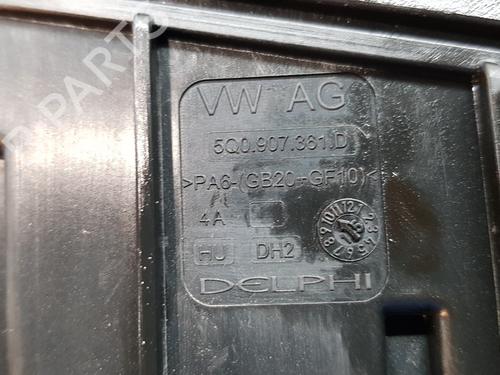 VW AG
5Q0.907.361.D
>PA6-(GB20+GF10)<
4A
HU DH2
DELPHI